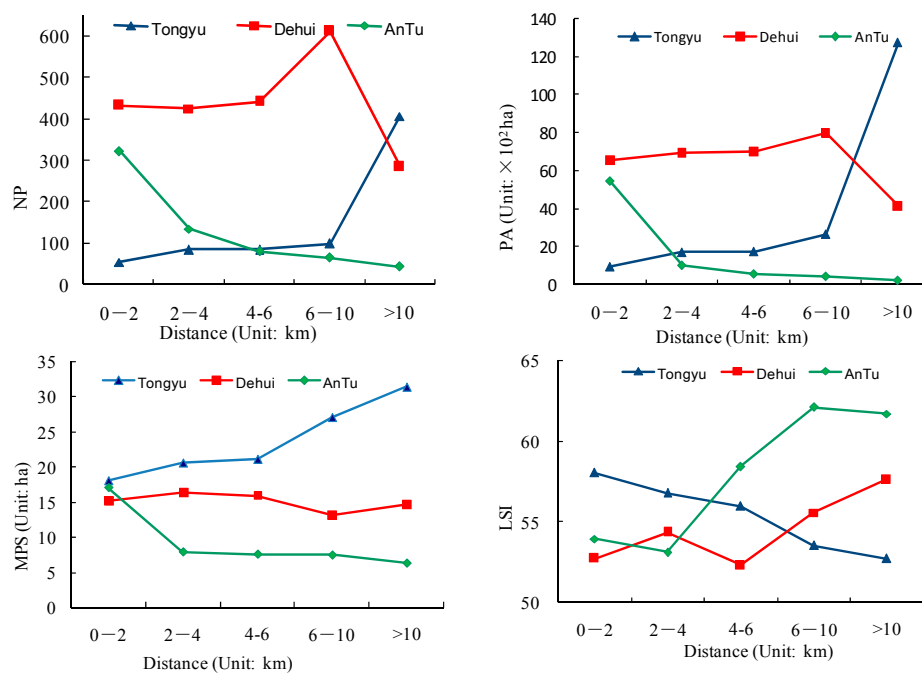 Tongyu Dehui AnTu
600
500
400
300
200
100
0
NP
0－2 2－4 4-6 6－10 >10
Distance (Unit: km)
Tongyu Dehui AnTu
140
120
100
80
60
40
20
0
PA (Unit: ×10²ha)
0－2 2－4 4-6 6－10 >10
Distance (Unit: km)
Tongyu Dehui AnTu
35
30
25
20
15
10
5
0
MPS (Unit: ha)
0－2 2－4 4-6 6－10 >10
Distance (Unit: km)
Tongyu Dehui AnTu
65
60
55
50
LSI
0－2 2－4 4-6 6－10 >10
Distance (Unit: km)